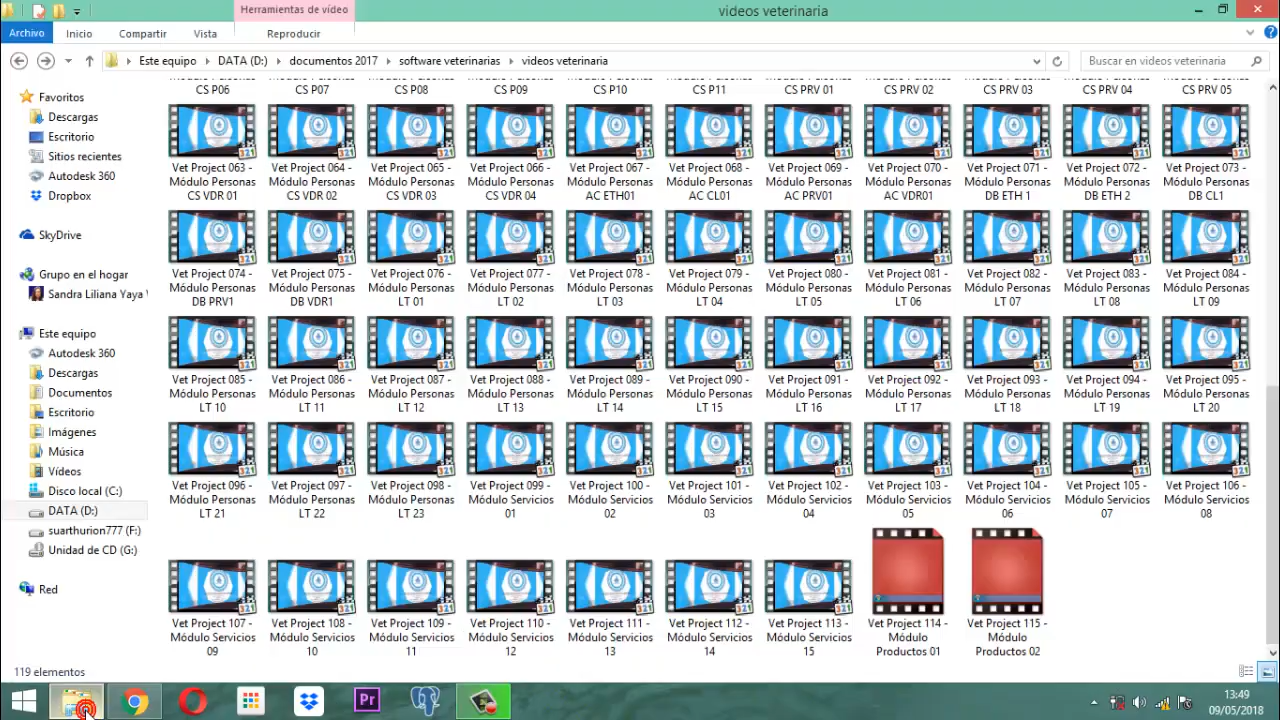 Herramientas de vídeo
videos veterinaria
Archivo Inicio Compartir Vista Reproducir
Este equipo DATA (D:) documentos 2017 software veterinarias videos veterinaria
Buscar en videos veterinaria
Favoritos
Descargas
Escritorio
Sitios recientes
Autodesk 360
Dropbox
SkyDrive
Grupo en el hogar
Sandra Liliana Yaya
Este equipo
Autodesk 360
Descargas
Documentos
Escritorio
Imágenes
Música
Vídeos
Disco local (C:)
DATA (D:)
suarthurion777 (F:)
Unidad de CD (G:)
Red
CS P06 CS P07 CS P08 CS P09 CS P10 CS P11 CS PRV 01 CS PRV 02 CS PRV 03 CS PRV 04 CS PRV 05
Vet Project 063 - Vet Project 064 - Vet Project 065 - Vet Project 066 - Vet Project 067 - Vet Project 068 - Vet Project 069 - Vet Project 070 - Vet Project 071 - Vet Project 072 - Vet Project 073 -
Módulo Personas Módulo Personas Módulo Personas Módulo Personas Módulo Personas Módulo Personas Módulo Personas Módulo Personas Módulo Personas Módulo Personas Módulo Personas
CS VDR 01 CS VDR 02 CS VDR 03 CS VDR 04 AC ETH01 AC CL01 AC PRV01 AC VDR01 DB ETH 1 DB ETH 2 DB CL1
Vet Project 074 - Vet Project 075 - Vet Project 076 - Vet Project 077 - Vet Project 078 - Vet Project 079 - Vet Project 080 - Vet Project 081 - Vet Project 082 - Vet Project 083 - Vet Project 084 -
Módulo Personas Módulo Personas Módulo Personas Módulo Personas Módulo Personas Módulo Personas Módulo Personas Módulo Personas Módulo Personas Módulo Personas Módulo Personas
DB PRV1 DB VDR1 LT 01 LT 02 LT 03 LT 04 LT 05 LT 06 LT 07 LT 08 LT 09
Vet Project 085 - Vet Project 086 - Vet Project 087 - Vet Project 088 - Vet Project 089 - Vet Project 090 - Vet Project 091 - Vet Project 092 - Vet Project 093 - Vet Project 094 - Vet Project 095 -
Módulo Personas Módulo Personas Módulo Personas Módulo Personas Módulo Personas Módulo Personas Módulo Personas Módulo Personas Módulo Personas Módulo Personas Módulo Personas
LT 10 LT 11 LT 12 LT 13 LT 14 LT 15 LT 16 LT 17 LT 18 LT 19 LT 20
Vet Project 096 - Vet Project 097 - Vet Project 098 - Vet Project 099 - Vet Project 100 - Vet Project 101 - Vet Project 102 - Vet Project 103 - Vet Project 104 - Vet Project 105 - Vet Project 106 -
Módulo Personas Módulo Personas Módulo Personas Módulo Servicios Módulo Servicios Módulo Servicios Módulo Servicios Módulo Servicios Módulo Servicios Módulo Servicios Módulo Servicios
LT 21 LT 22 LT 23 01 02 03 04 05 06 07 08
Vet Project 107 - Vet Project 108 - Vet Project 109 - Vet Project 110 - Vet Project 111 - Vet Project 112 - Vet Project 113 - Vet Project 114 - Vet Project 115 -
Módulo Servicios Módulo Servicios Módulo Servicios Módulo Servicios Módulo Servicios Módulo Servicios Módulo Servicios Módulo Módulo
09 10 11 12 13 14 15 Productos 01 Productos 02
119 elementos
Pr
13:49
09/05/2018